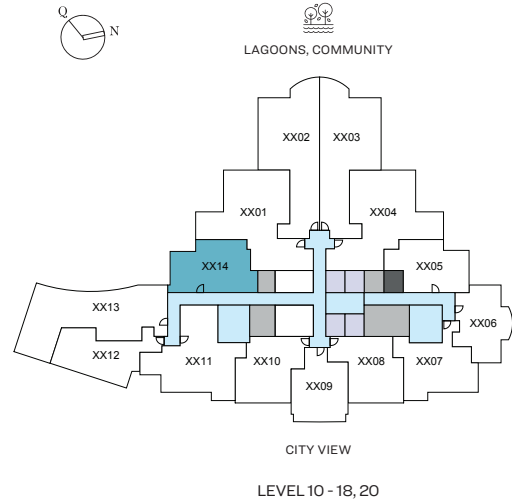 Q
N
LAGOONS, COMMUNITY
XX02
XX03
XX01
XX04
XX14
XX05
XX13
XX06
XX12
XX11
XX10
XX08
XX07
XX09
CITY VIEW
LEVEL 10 - 18, 20